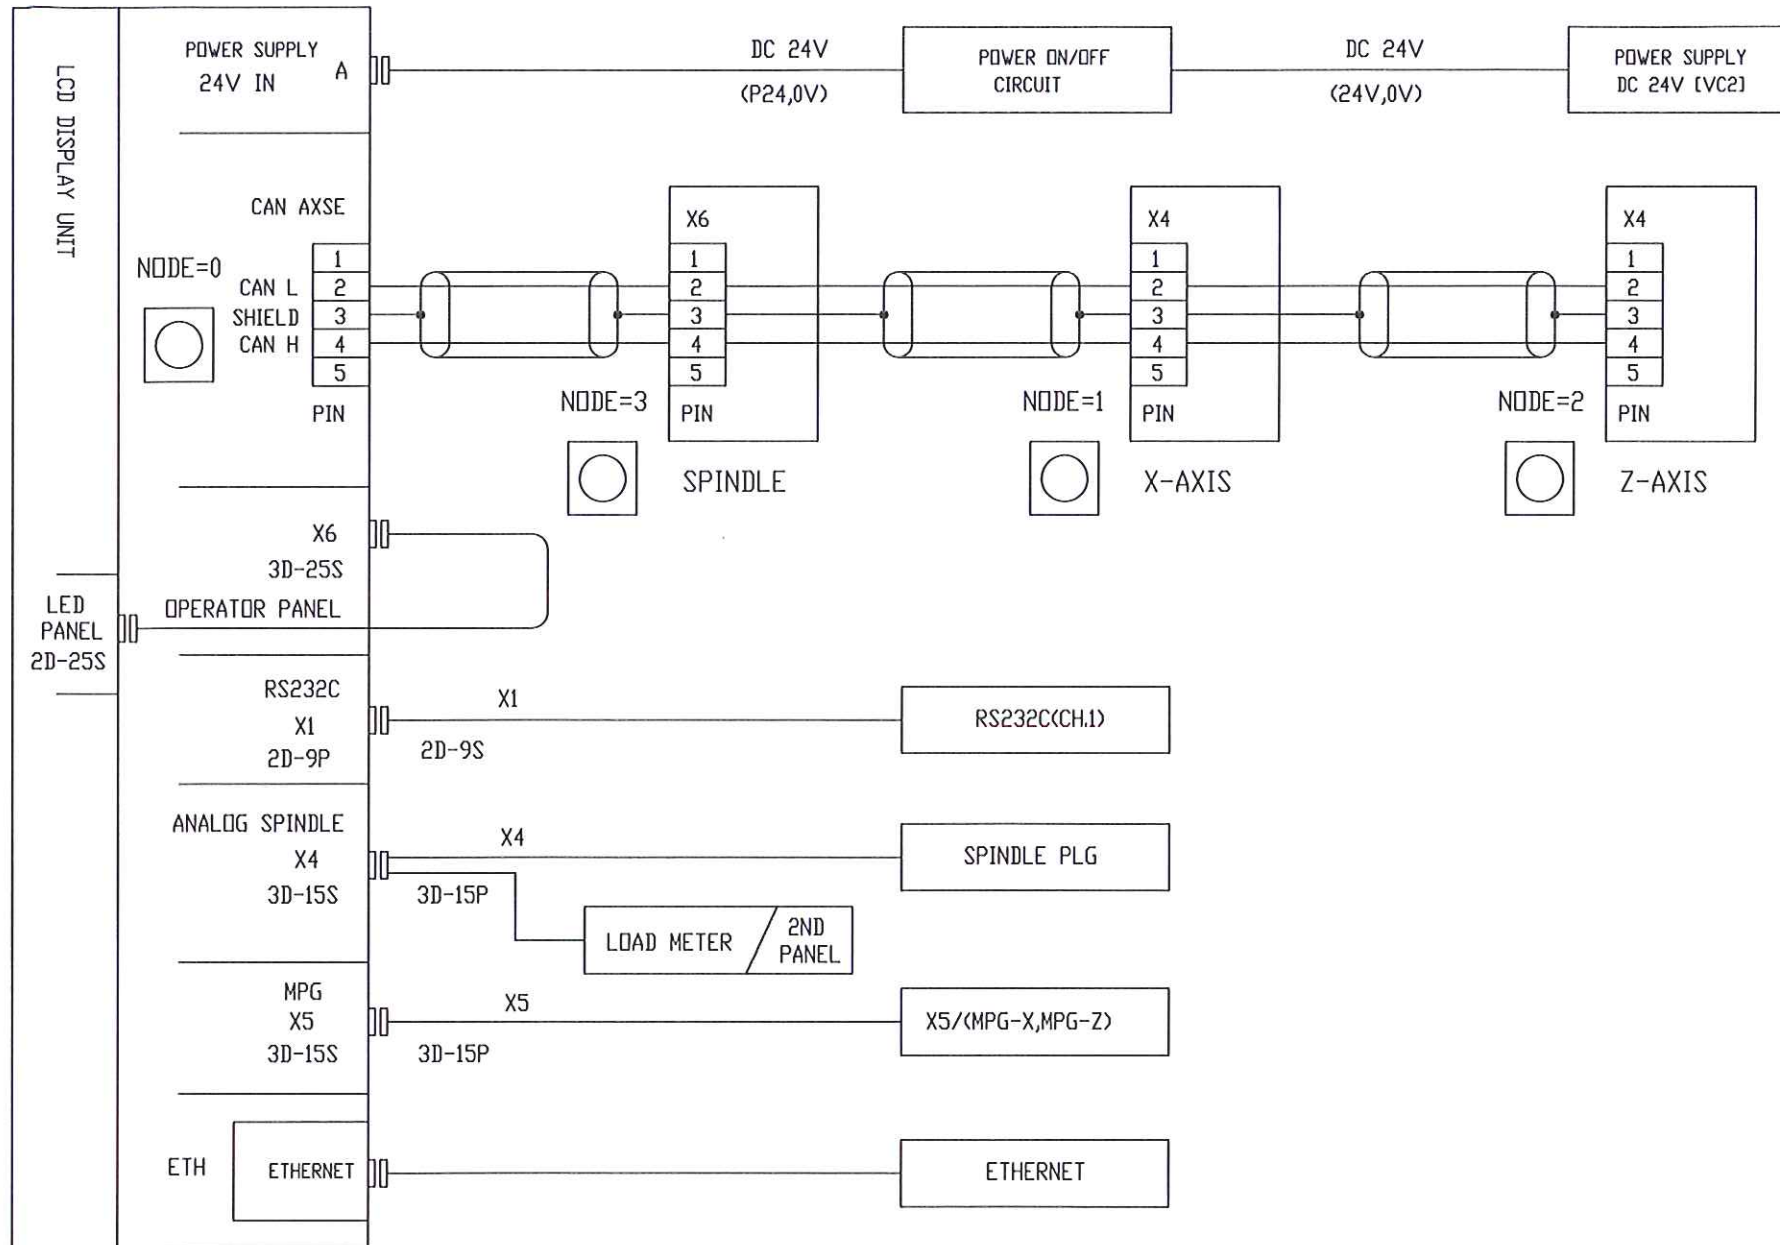 LCD DISPLAY UNIT
POWER SUPPLY
24V IN
A
DC 24V
(P24,0V)
POWER ON/OFF
CIRCUIT
DC 24V
(24V,0V)
POWER SUPPLY
DC 24V [VC2]
CAN AXSE
NODE=0
CAN L
SHIELD
CAN H
1
2
3
4
5
PIN
X6
1
2
3
4
5
PIN
NODE=3
SPINDLE
X4
1
2
3
4
5
PIN
NODE=1
X-AXIS
X4
1
2
3
4
5
PIN
NODE=2
Z-AXIS
X6
3D-25S
OPERATOR PANEL
LED
PANEL
2D-25S
RS232C
X1
2D-9P
X1
2D-9S
RS232C(CH.1)
ANALOG SPINDLE
X4
3D-15S
X4
3D-15P
SPINDLE PLG
LOAD METER
2ND
PANEL
MPG
X5
3D-15S
X5
3D-15P
X5/(MPG-X,MPG-Z)
ETH
ETHERNET
ETHERNET